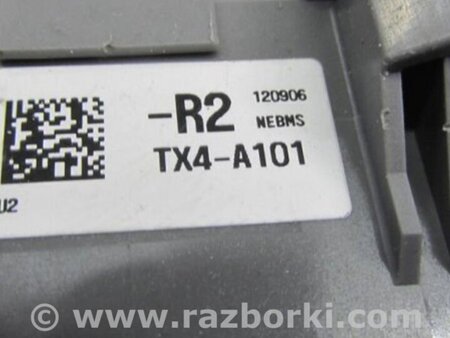 -R2 120906
NEBMS
TX4-A101
U2
© www.razborki.com